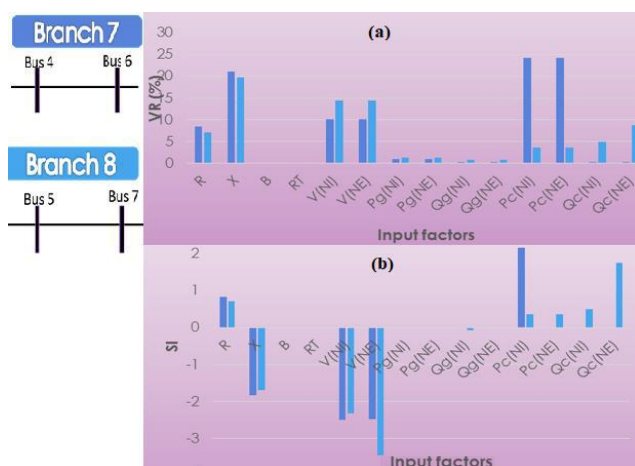 Branch 7
Bus 4 Bus 6
Branch 8
Bus 5 Bus 7
(a)
VR (%)
30
25
20
15
10
5
0
R X B RT V(NI) V(NE) Pg(NI) Pg(NE) Qg(NI) Qg(NE) Pc(NI) Pc(NE) Qc(NI) Qc(NE)
Input factors
(b)
SI
2
1
0
-1
-2
-3
R X B RT V(NI) V(NE) Pg(NI) Pg(NE) Qg(NI) Qg(NE) Pc(NI) Pc(NE) Qc(NI) Qc(NE)
Input factors